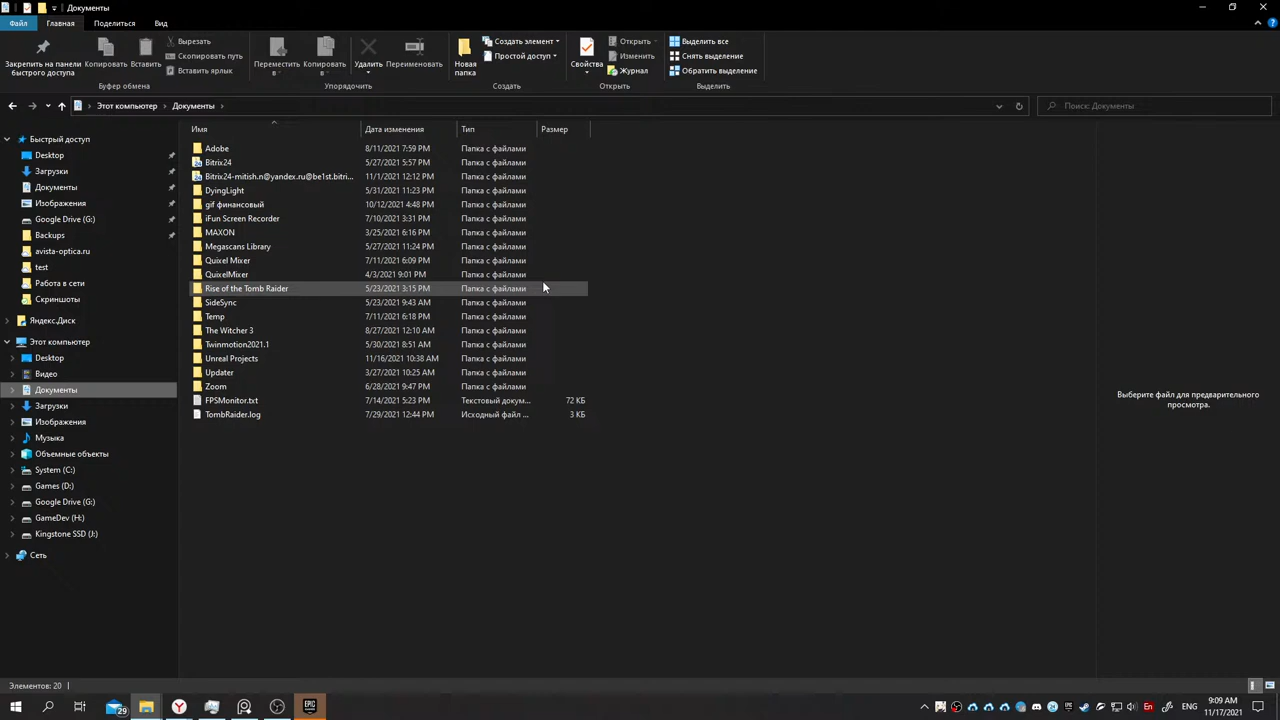 Документы
Файл
Главная
Поделиться
Вид
Закрепить на панели
быстрого доступа
Копировать
Вставить
Вырезать
Скопировать путь
Вставить ярлык
Переместить
в
Копировать
в
Удалить
Переименовать
Новая
папка
Создать элемент
Простой доступ
Свойства
Открыть
Изменить
Журнал
Выделить все
Снять выделение
Обратить выделение
Буфер обмена
Упорядочить
Создать
Открыть
Выделить
Этот компьютер
Документы
Поиск: Документы
Имя
Дата изменения
Тип
Размер
Быстрый доступ
Desktop
Загрузки
Документы
Изображения
Google Drive (G:)
Backups
avista-optica.ru
test
Работа в сети
Скриншоты
Яндекс.Диск
Этот компьютер
Desktop
Видео
Документы
Загрузки
Изображения
Музыка
Объемные объекты
System (C:)
Games (D:)
Google Drive (G:)
GameDev (H:)
Kingstone SSD (J:)
Сеть
Adobe 8/11/2021 7:59 PM Папка с файлами
Bitrix24 5/27/2021 5:57 PM Папка с файлами
Bitrix24-mitish.n@yandex.ru@be1st.bitri... 11/1/2021 12:12 PM Папка с файлами
DyingLight 5/31/2021 11:23 PM Папка с файлами
gif финансовый 10/12/2021 4:48 PM Папка с файлами
iFun Screen Recorder 7/10/2021 3:31 PM Папка с файлами
MAXON 3/25/2021 6:16 PM Папка с файлами
Megascans Library 5/27/2021 11:24 PM Папка с файлами
Quixel Mixer 7/11/2021 6:09 PM Папка с файлами
QuixelMixer 4/3/2021 9:01 PM Папка с файлами
Rise of the Tomb Raider 5/23/2021 3:15 PM Папка с файлами
SideSync 5/23/2021 9:43 AM Папка с файлами
Temp 7/11/2021 6:18 PM Папка с файлами
The Witcher 3 8/27/2021 12:10 AM Папка с файлами
Twinmotion2021.1 5/30/2021 8:51 AM Папка с файлами
Unreal Projects 11/16/2021 10:38 AM Папка с файлами
Updater 3/27/2021 10:25 AM Папка с файлами
Zoom 6/28/2021 9:47 PM Папка с файлами
FPSMonitor.txt 7/14/2021 5:23 PM Текстовый докум... 72 КБ
TombRaider.log 7/29/2021 12:44 PM Исходный файл ... 3 КБ
Выберите файл для предварительного
просмотра.
Элементов: 20
29
EPIC
En
ENG
9:09 AM
11/17/2021